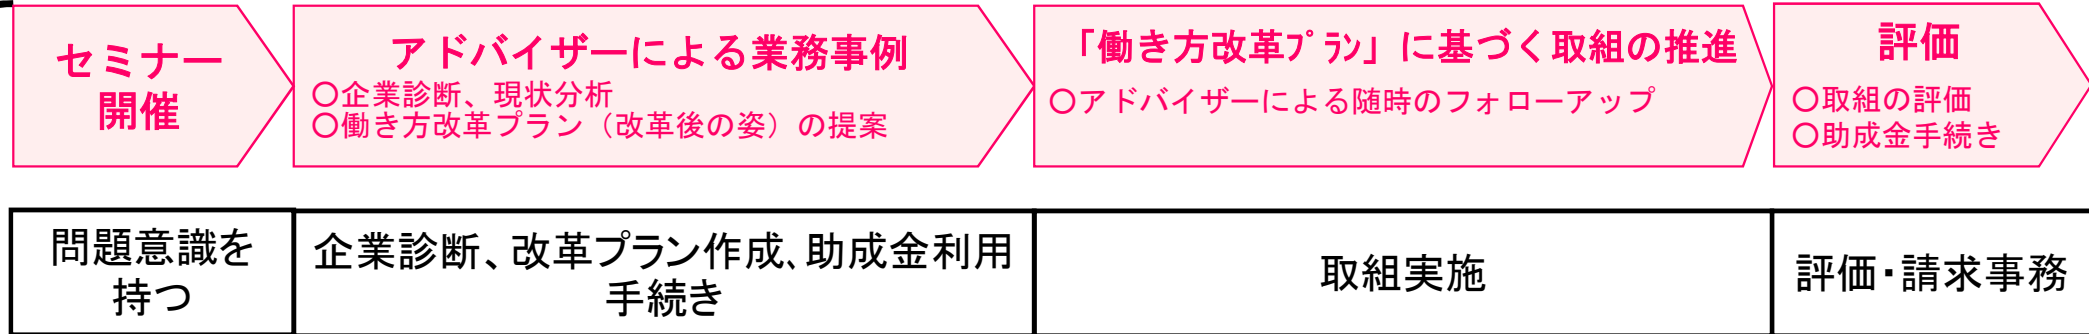 セミナー
開催
アドバイザーによる業務事例
○企業診断、現状分析
○働き方改革プラン（改革後の姿）の提案
「働き方改革ﾌﾟﾗﾝ」に基づく取組の推進
○アドバイザーによる随時のフォローアップ
評価
○取組の評価
○助成金手続き
問題意識を
持つ
企業診断、改革プラン作成、助成金利用
手続き
取組実施
評価・請求事務